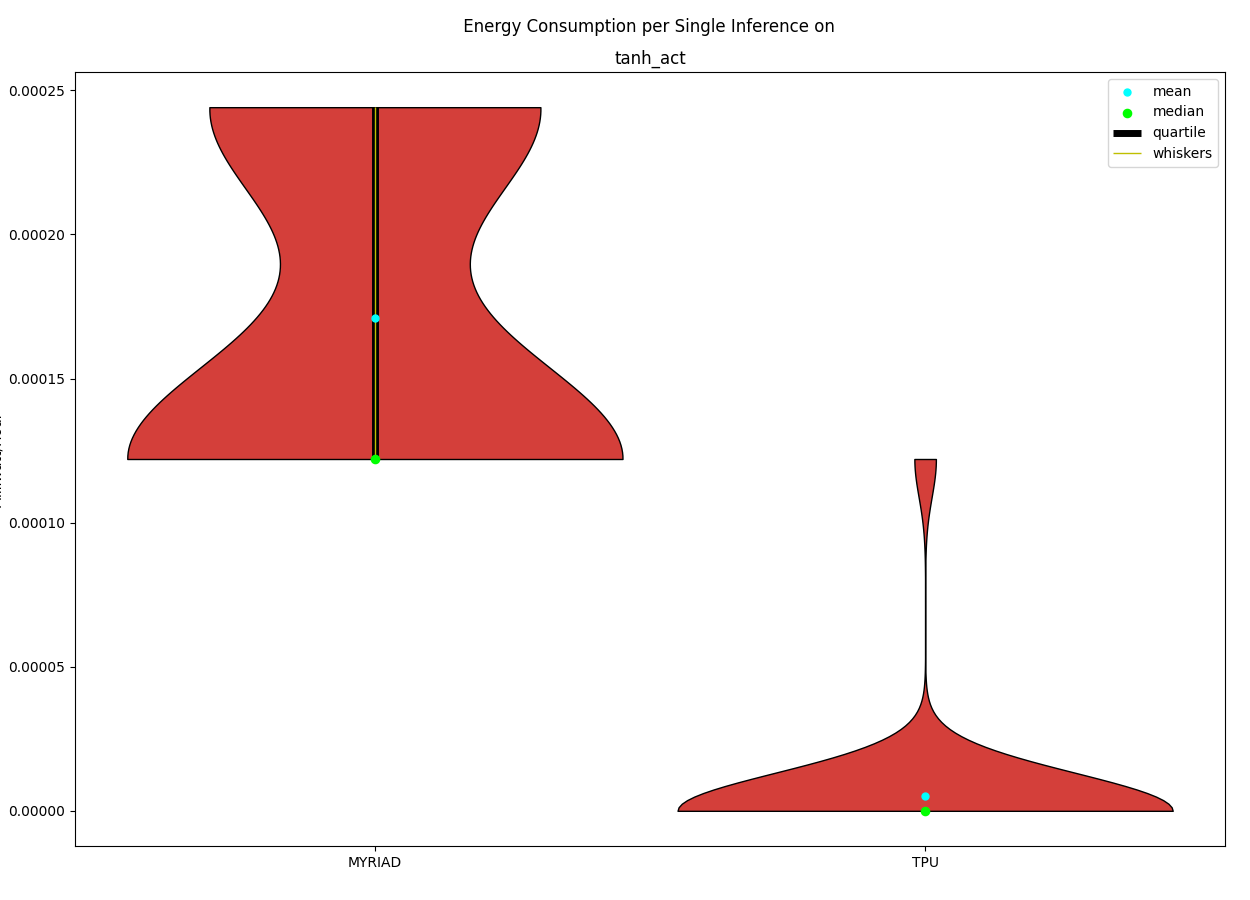 Energy Consumption per Single Inference on
tanh_act
mean
median
quartile
whiskers
0.00025
0.00020
0.00015
0.00010
0.00005
0.00000
MYRIAD
TPU